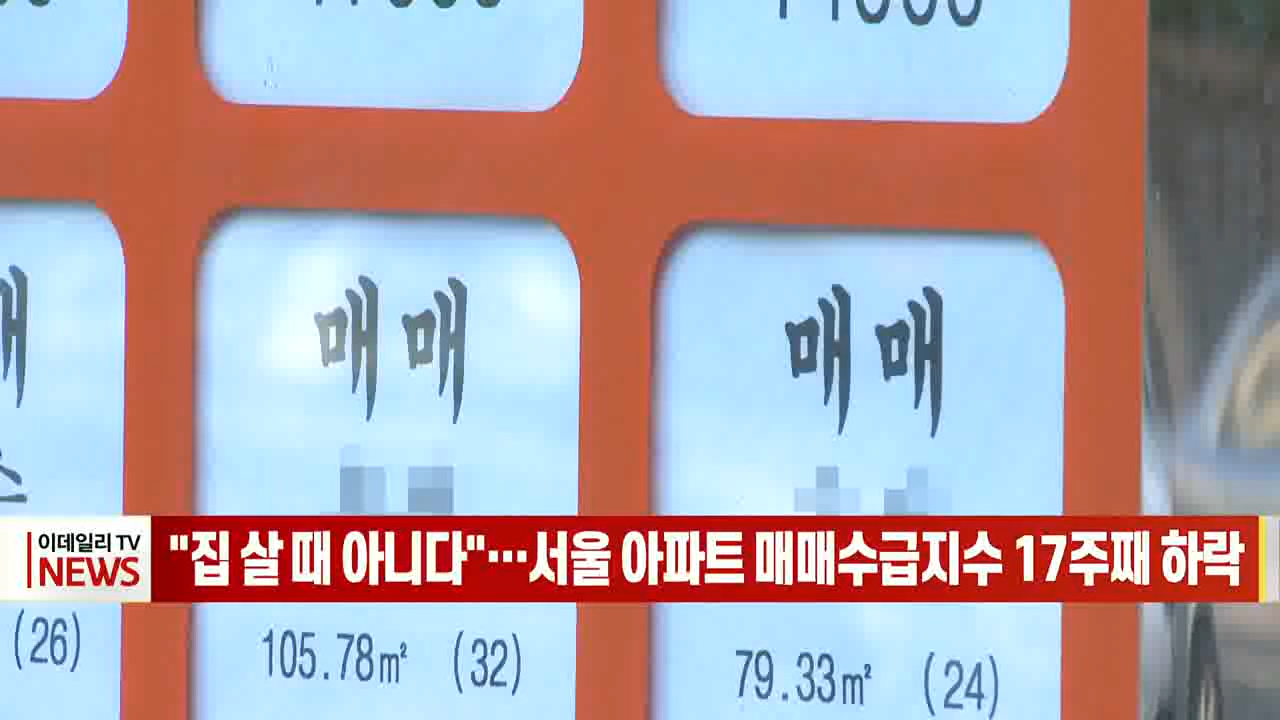 매매
매매
이데일리 TV
NEWS
"집 살 때 아니다"…서울 아파트 매매수급지수 17주째 하락
(26)
105.78㎡ (32)
79.33㎡ (24)